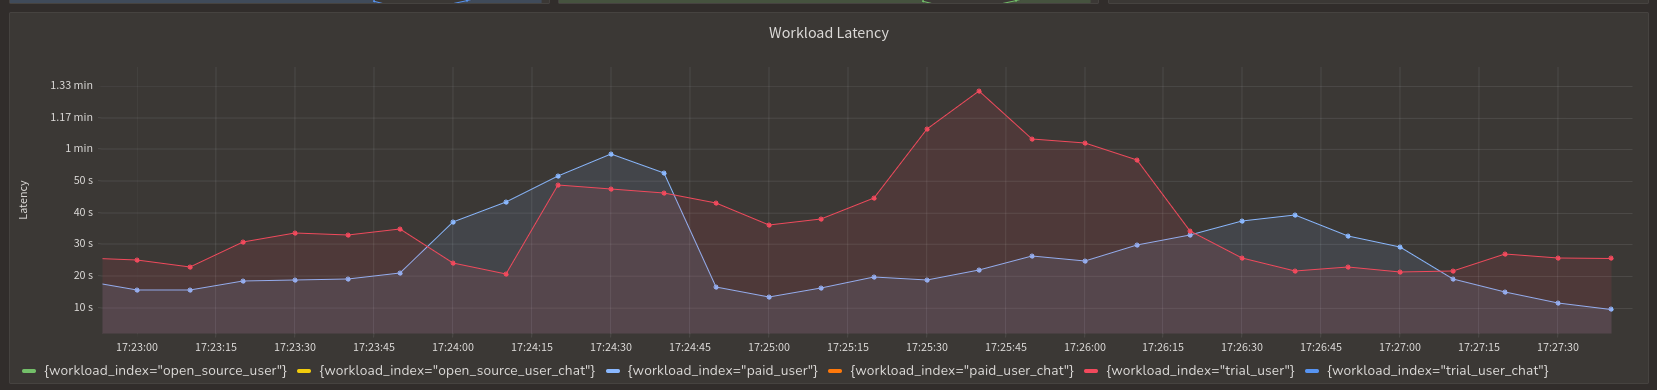 Workload Latency
1.33 min
1.17 min
1 min
50 s
40 s
30 s
20 s
10 s
Latency
17:23:00 17:23:15 17:23:30 17:23:45 17:24:00 17:24:15 17:24:30 17:24:45 17:25:00 17:25:15 17:25:30 17:25:45 17:26:00 17:26:15 17:26:30 17:26:45 17:27:00 17:27:15 17:27:30
{workload_index="open_source_user"} {workload_index="open_source_user_chat"} {workload_index="paid_user"} {workload_index="paid_user_chat"} {workload_index="trial_user"} {workload_index="trial_user_chat"}